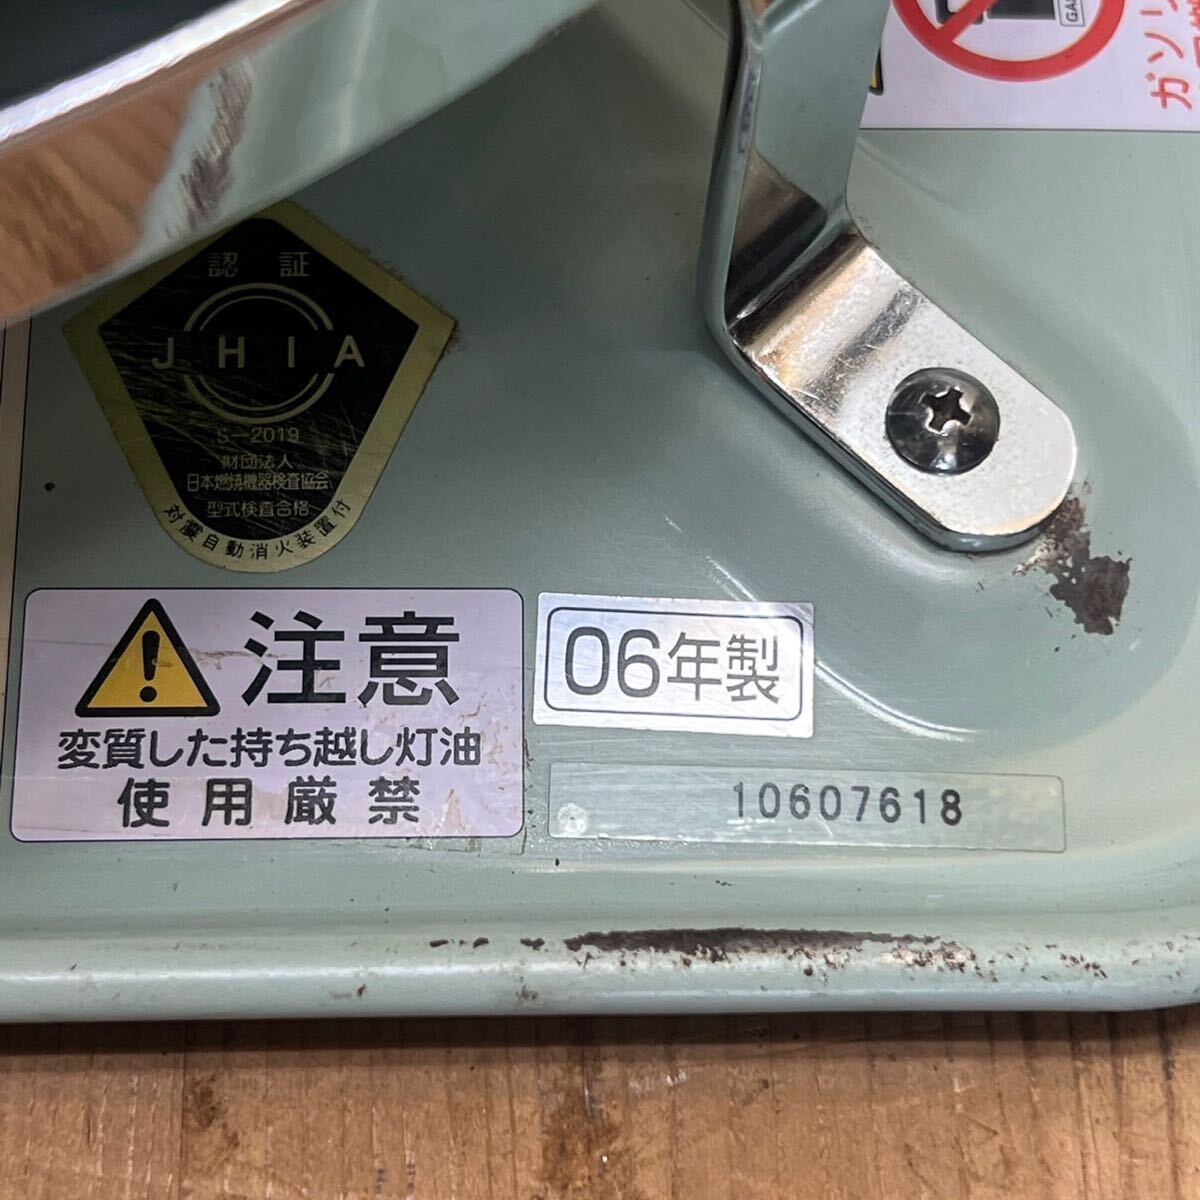 GAS
ガソリ
認証
JHIA
S-2019
財団法人
日本燃焼機器検査協会
型式検査合格
対震自動消火装置付
注意
変質した持ち越し灯油
使用厳禁
06年製
10607618